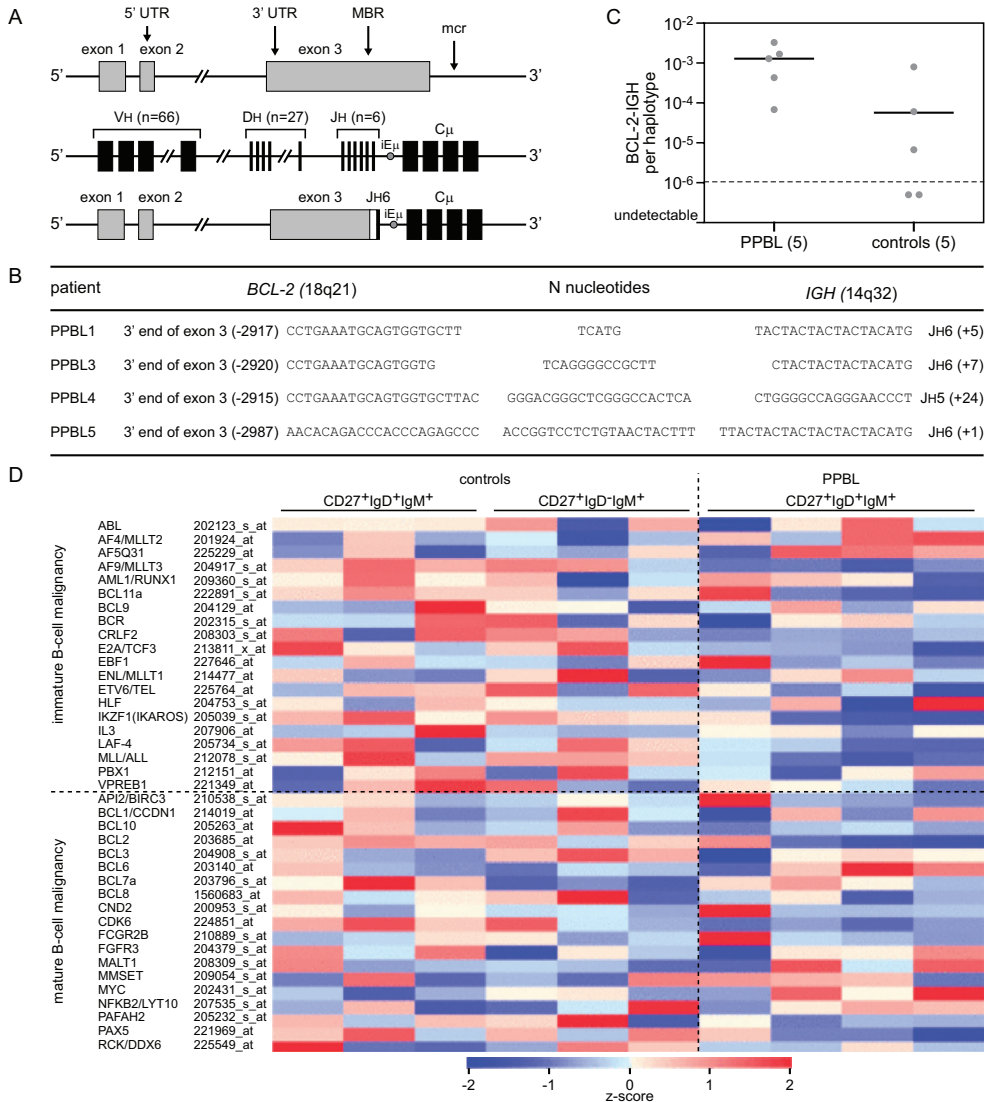 A
5' UTR 3' UTR MBR mcr
exon 1 exon 2 exon 3
5' 3'
VH (n=66) DH (n=27) JH (n=6) iEμ Cμ
5' 3'
exon 1 exon 2 exon 3 JH6 iEμ Cμ
5' 3'
C
BCL-2-IGH
per haplotype
10-2
10-3
10-4
10-5
10-6
undetectable
PPBL (5) controls (5)
B
patient BCL-2 (18q21) N nucleotides IGH (14q32)
PPBL1 3' end of exon 3 (-2917) CCTGAAATGCAGTGGTGCTT TCATG TACTACTACTACTACATG JH6 (+5)
PPBL3 3' end of exon 3 (-2920) CCTGAAATGCAGTGGTG TCAGGGGCCGCTT CTACTACTACTACATG JH6 (+7)
PPBL4 3' end of exon 3 (-2915) CCTGAAATGCAGTGGTGCTTAC GGGACGGGCTCGGGCCACTCA CTGGGGCCAGGGAACCCT JH5 (+24)
PPBL5 3' end of exon 3 (-2987) AACACAGACCCACCCAGAGCCC ACCGGTCCTCTGTAACTACTTT TTACTACTACTACTACTACATG JH6 (+1)
D
controls PPBL
CD27+IgD+IgM+ CD27+IgD-IgM+ CD27+IgD+IgM+
immature B-cell malignancy
ABL 202123_s_at
AF4/MLLT2 201924_at
AF5Q31 225229_at
AF9/MLLT3 204917_s_at
AML1/RUNX1 209360_s_at
BCL11a 222891_s_at
BCL9 204129_at
BCR 202315_s_at
CRLF2 208303_s_at
E2A/TCF3 213811_x_at
EBF1 227646_at
ENL/MLLT1 214477_at
ETV6/TEL 225764_at
HLF 204753_s_at
IKZF1(IKAROS) 205039_s_at
IL3 207906_at
LAF-4 205734_s_at
MLL/ALL 212078_s_at
PBX1 212151_at
VPREB1 221349_at
mature B-cell malignancy
API2/BIRC3 210538_s_at
BCL1/CCDN1 214019_at
BCL10 205263_at
BCL2 203685_at
BCL3 204908_s_at
BCL6 203140_at
BCL7a 203796_s_at
BCL8 1560683_at
CND2 200953_s_at
CDK6 224851_at
FCGR2B 210889_s_at
FGFR3 204379_s_at
MALT1 208309_s_at
MMSET 209054_s_at
MYC 202431_s_at
NFKB2/LYT10 207535_s_at
PAFAH2 205232_s_at
PAX5 221969_at
RCK/DDX6 225549_at
-2 -1 0 1 2
z-score